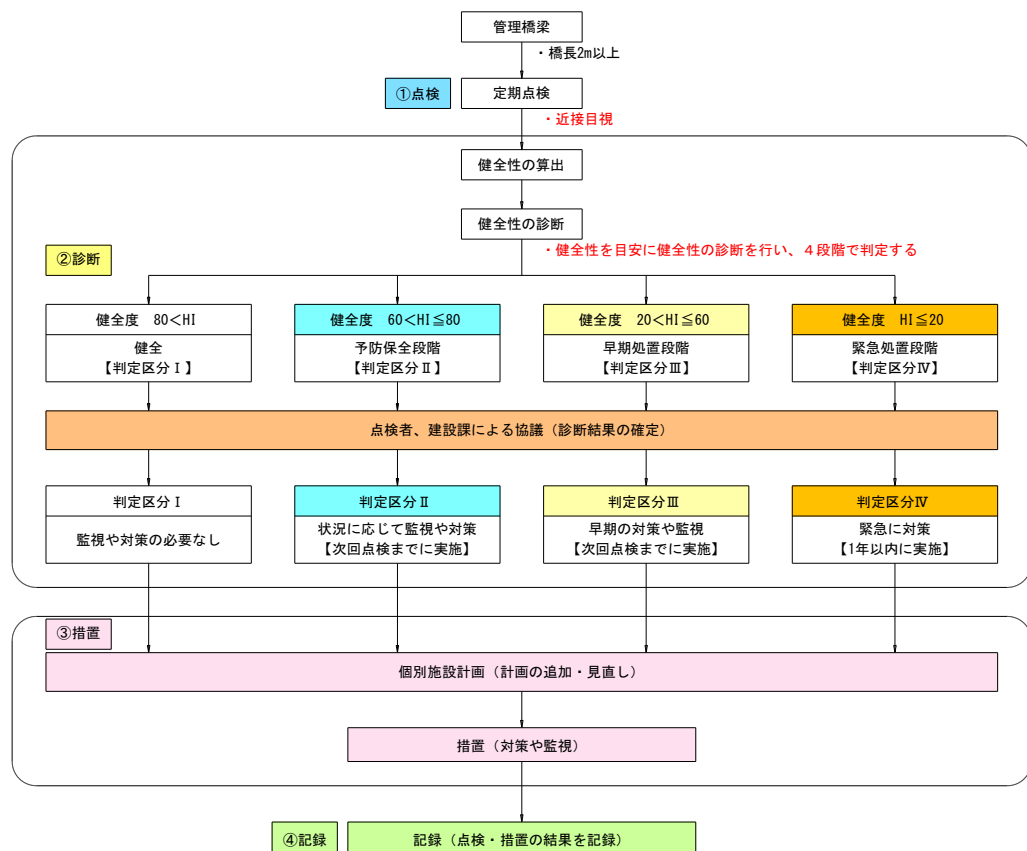 管理橋梁
・橋長2m以上
①点検
定期点検
・近接目視
健全性の算出
健全性の診断
・健全性を目安に健全性の診断を行い、４段階で判定する
②診断
健全度　80＜HI
健全
【判定区分Ⅰ】
健全度　60＜HI≦80
予防保全段階
【判定区分Ⅱ】
健全度　20＜HI≦60
早期処置段階
【判定区分Ⅲ】
健全度　HI≦20
緊急処置段階
【判定区分Ⅳ】
点検者、建設課による協議（診断結果の確定）
判定区分Ⅰ
監視や対策の必要なし
判定区分Ⅱ
状況に応じて監視や対策
【次回点検までに実施】
判定区分Ⅲ
早期の対策や監視
【次回点検までに実施】
判定区分Ⅳ
緊急に対策
【1年以内に実施】
③措置
個別施設計画（計画の追加・見直し）
措置（対策や監視）
④記録
記録（点検・措置の結果を記録）